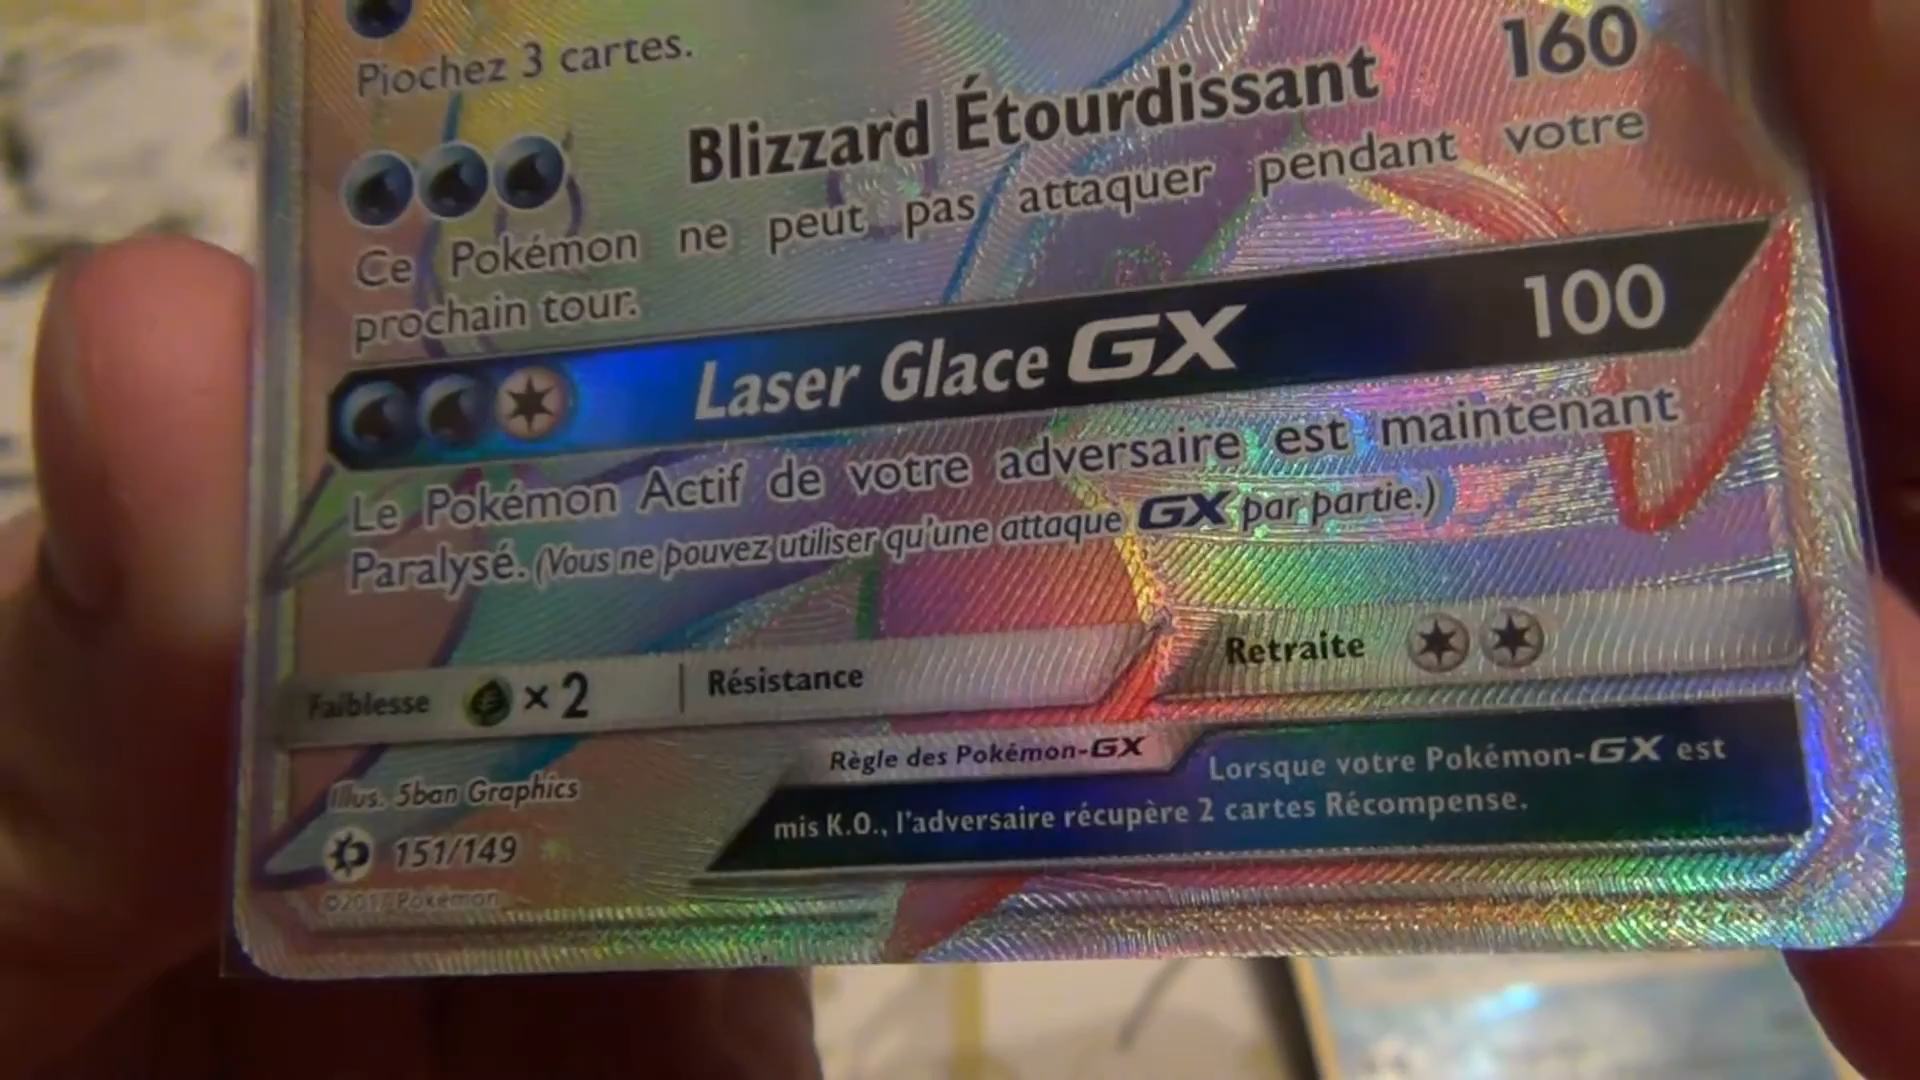 Piochez 3 cartes.
Blizzard Étourdissant 160
Ce Pokémon ne peut pas attaquer pendant votre
prochain tour.
Laser Glace GX 100
Le Pokémon Actif de votre adversaire est maintenant
Paralysé. (Vous ne pouvez utiliser qu'une attaque GX par partie.)
Faiblesse × 2 Résistance Retraite
Règle des Pokémon-GX Lorsque votre Pokémon-GX est
mis K.O., l'adversaire récupère 2 cartes Récompense.
Illus. 5ban Graphics
151/149
©2017 Pokémon